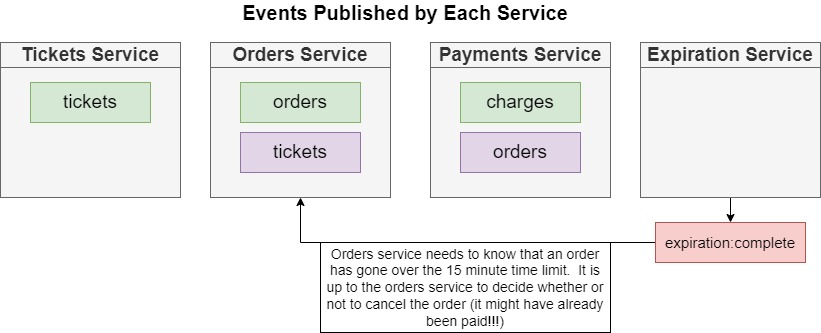 Events Published by Each Service
Tickets Service
Orders Service
Payments Service
Expiration Service
tickets
orders
charges
tickets
orders
expiration:complete
Orders service needs to know that an order
has gone over the 15 minute time limit.  It is
up to the orders service to decide whether or
not to cancel the order (it might have already
been paid!!!)